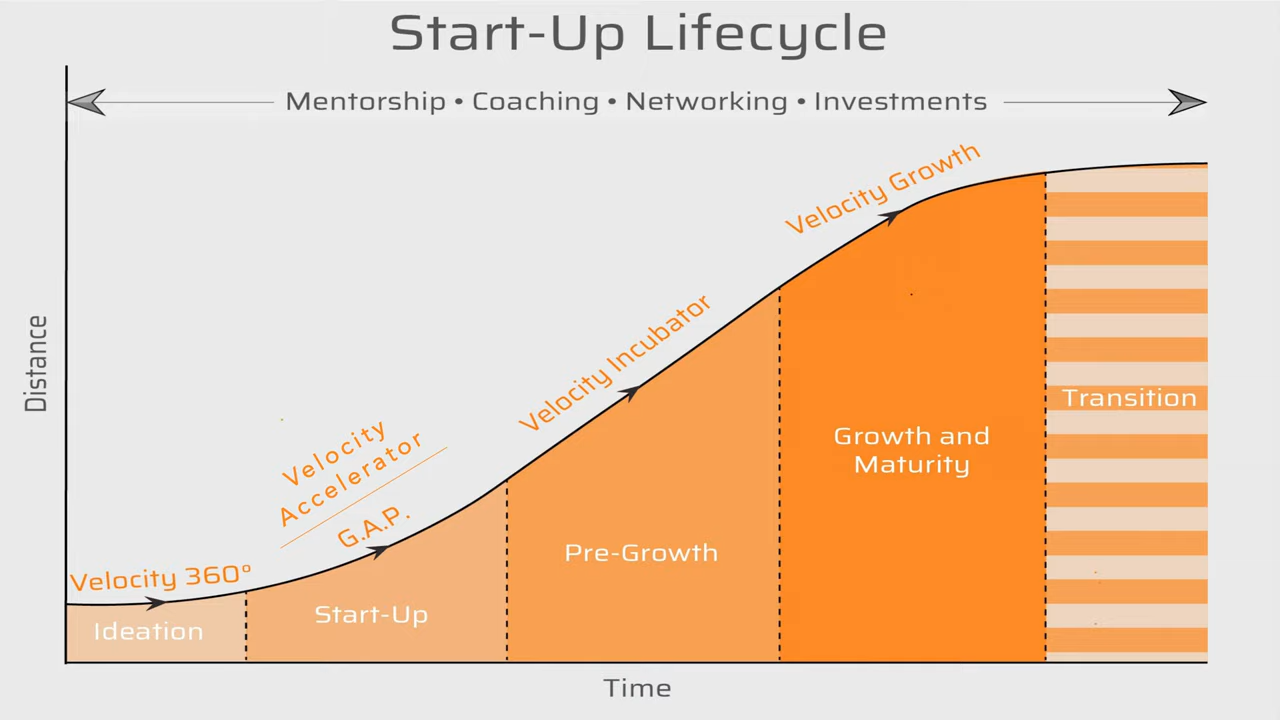 Start-Up Lifecycle
Mentorship • Coaching • Networking • Investments
Velocity Growth
Velocity Incubator
Distance
Transition
Velocity
Accelerator
G.A.P.
Growth and
Maturity
Pre-Growth
Velocity 360°
Start-Up
Ideation
Time